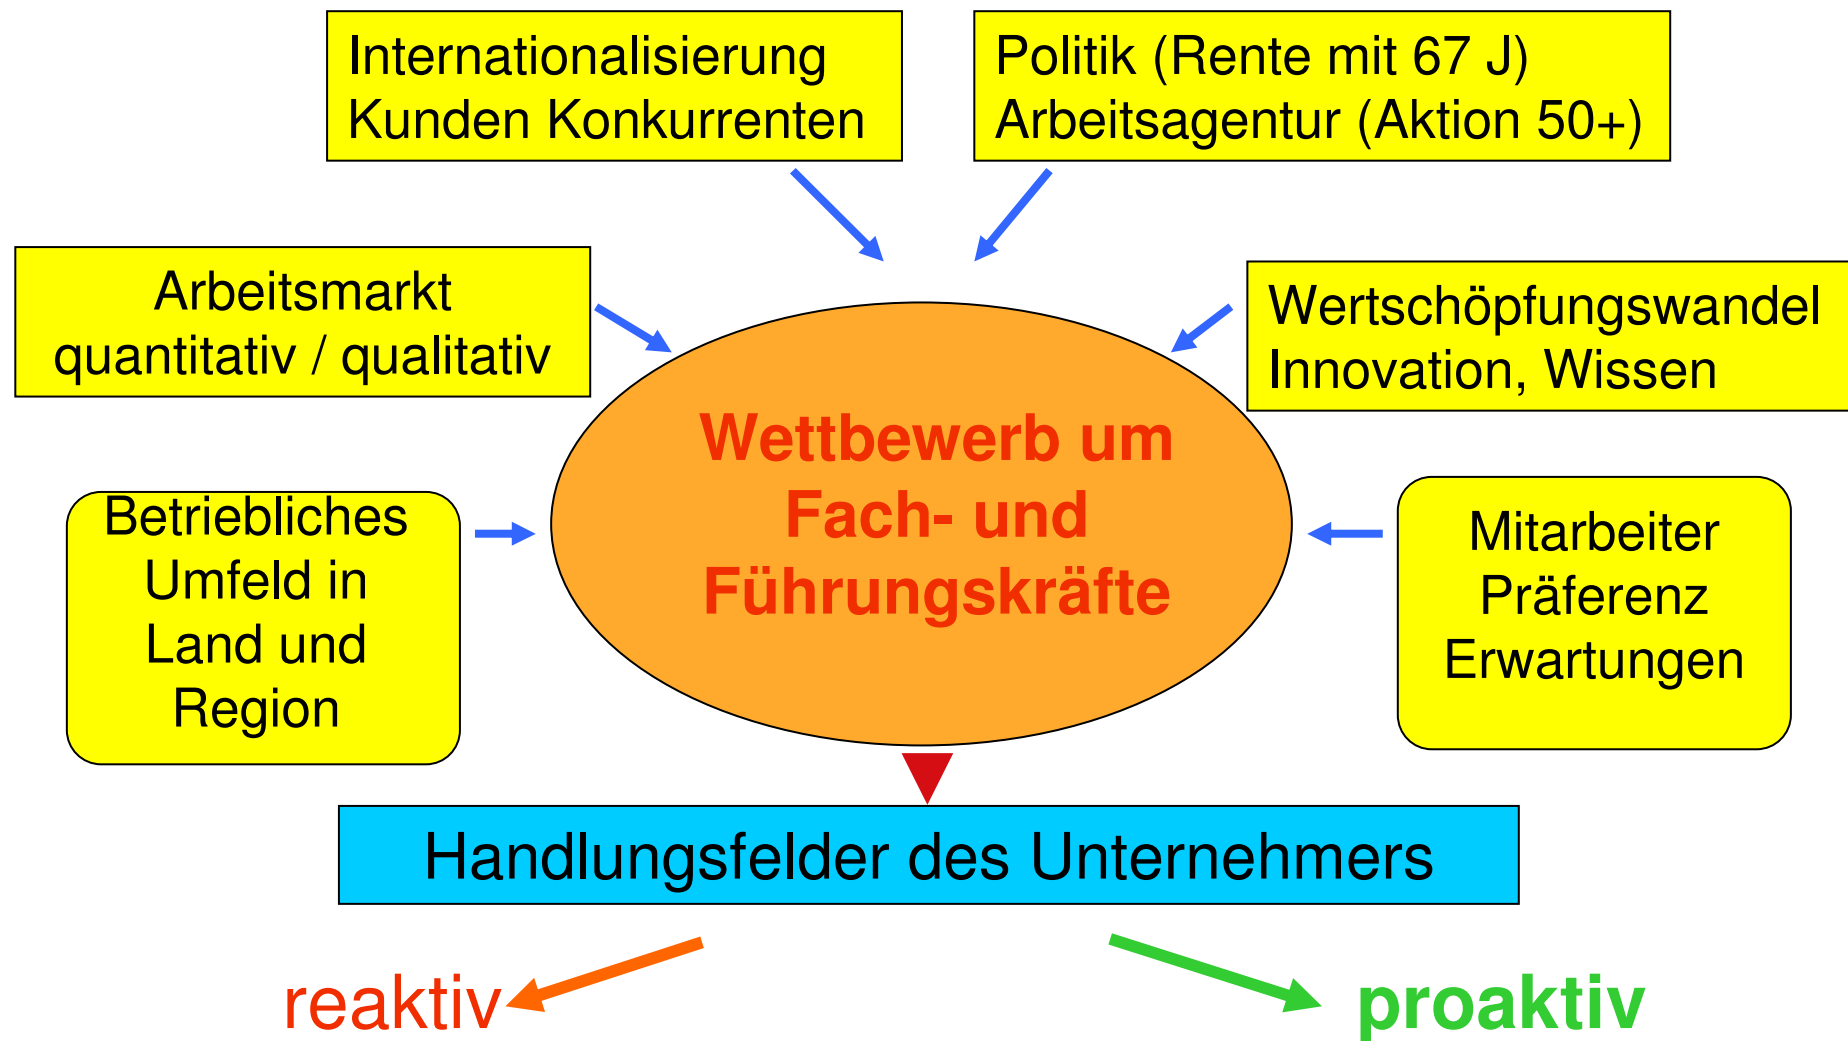 Internationalisierung
Kunden Konkurrenten
Politik (Rente mit 67 J)
Arbeitsagentur (Aktion 50+)
Arbeitsmarkt
quantitativ / qualitativ
Wertschöpfungswandel
Innovation, Wissen
Wettbewerb um
Fach- und
Führungskräfte
Betriebliches
Umfeld in
Land und
Region
Mitarbeiter
Präferenz
Erwartungen
Handlungsfelder des Unternehmers
reaktiv
proaktiv